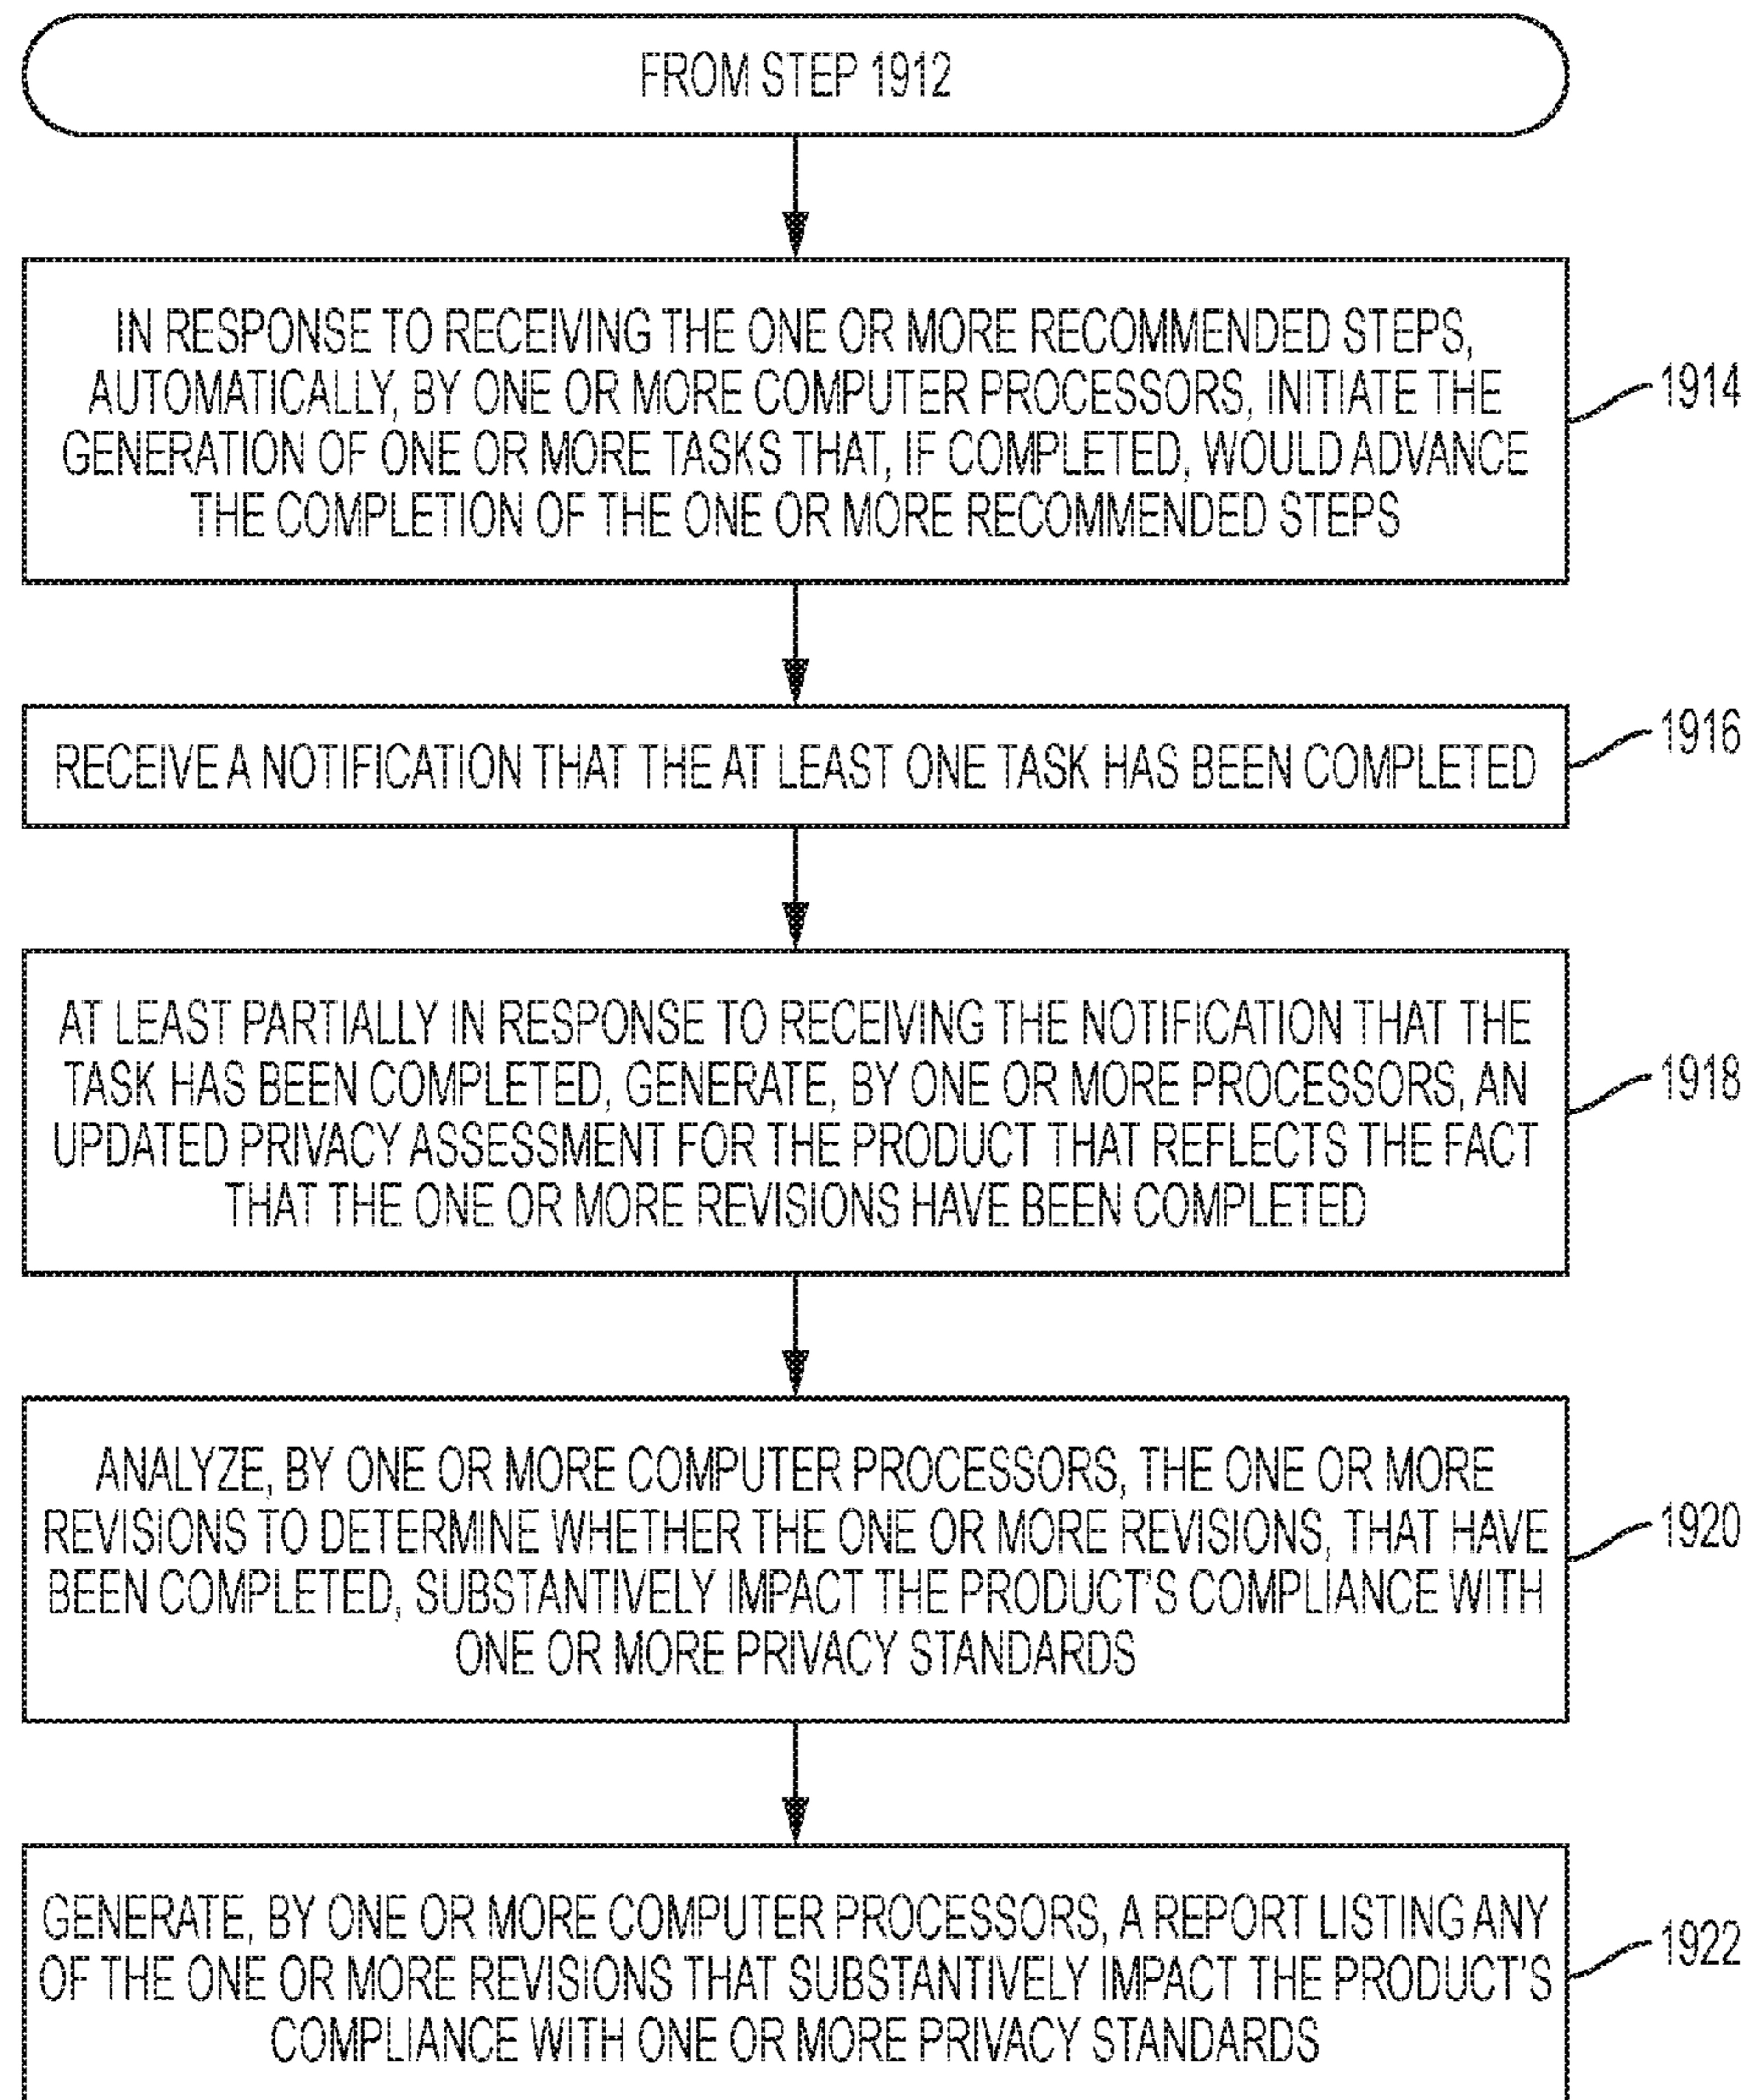 FROM STEP 1912
IN RESPONSE TO RECEIVING THE ONE OR MORE RECOMMENDED STEPS,
AUTOMATICALLY, BY ONE OR MORE COMPUTER PROCESSORS, INITIATE THE
GENERATION OF ONE OR MORE TASKS THAT, IF COMPLETED, WOULD ADVANCE
THE COMPLETION OF THE ONE OR MORE RECOMMENDED STEPS
1914
RECEIVE A NOTIFICATION THAT THE AT LEAST ONE TASK HAS BEEN COMPLETED
1916
AT LEAST PARTIALLY IN RESPONSE TO RECEIVING THE NOTIFICATION THAT THE
TASK HAS BEEN COMPLETED, GENERATE, BY ONE OR MORE PROCESSORS, AN
UPDATED PRIVACY ASSESSMENT FOR THE PRODUCT THAT REFLECTS THE FACT
THAT THE ONE OR MORE REVISIONS HAVE BEEN COMPLETED
1918
ANALYZE, BY ONE OR MORE COMPUTER PROCESSORS, THE ONE OR MORE
REVISIONS TO DETERMINE WHETHER THE ONE OR MORE REVISIONS, THAT HAVE
BEEN COMPLETED, SUBSTANTIVELY IMPACT THE PRODUCT'S COMPLIANCE WITH
ONE OR MORE PRIVACY STANDARDS
1920
GENERATE, BY ONE OR MORE COMPUTER PROCESSORS, A REPORT LISTING ANY
OF THE ONE OR MORE REVISIONS THAT SUBSTANTIVELY IMPACT THE PRODUCT'S
COMPLIANCE WITH ONE OR MORE PRIVACY STANDARDS
1922